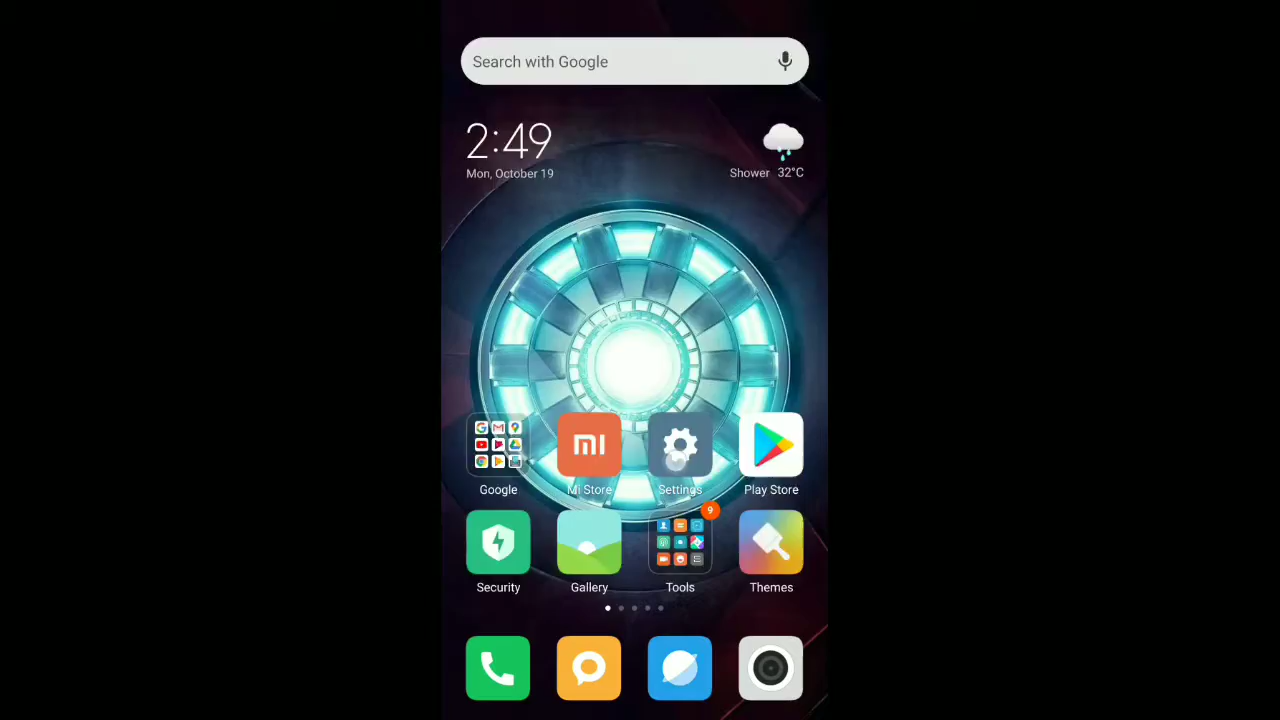 Search with Google
2:49
Mon, October 19
Shower 32°C
Google
Mi Store
Settings
Play Store
9
Security
Gallery
Tools
Themes